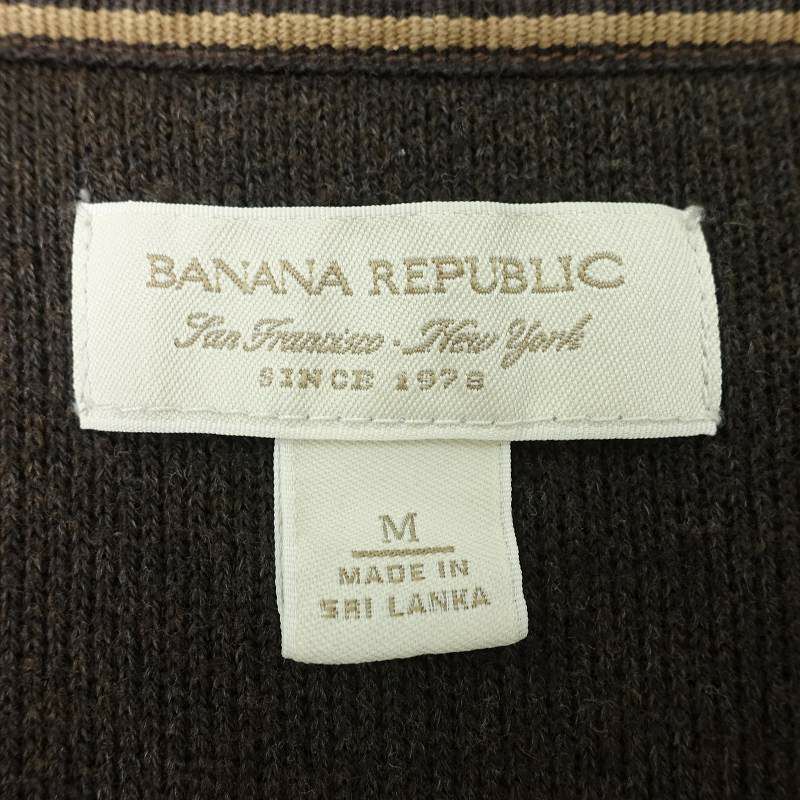 BANANA REPUBLIC
San Francisco · New York
SINCE 1978
M
MADE IN
SRI LANKA